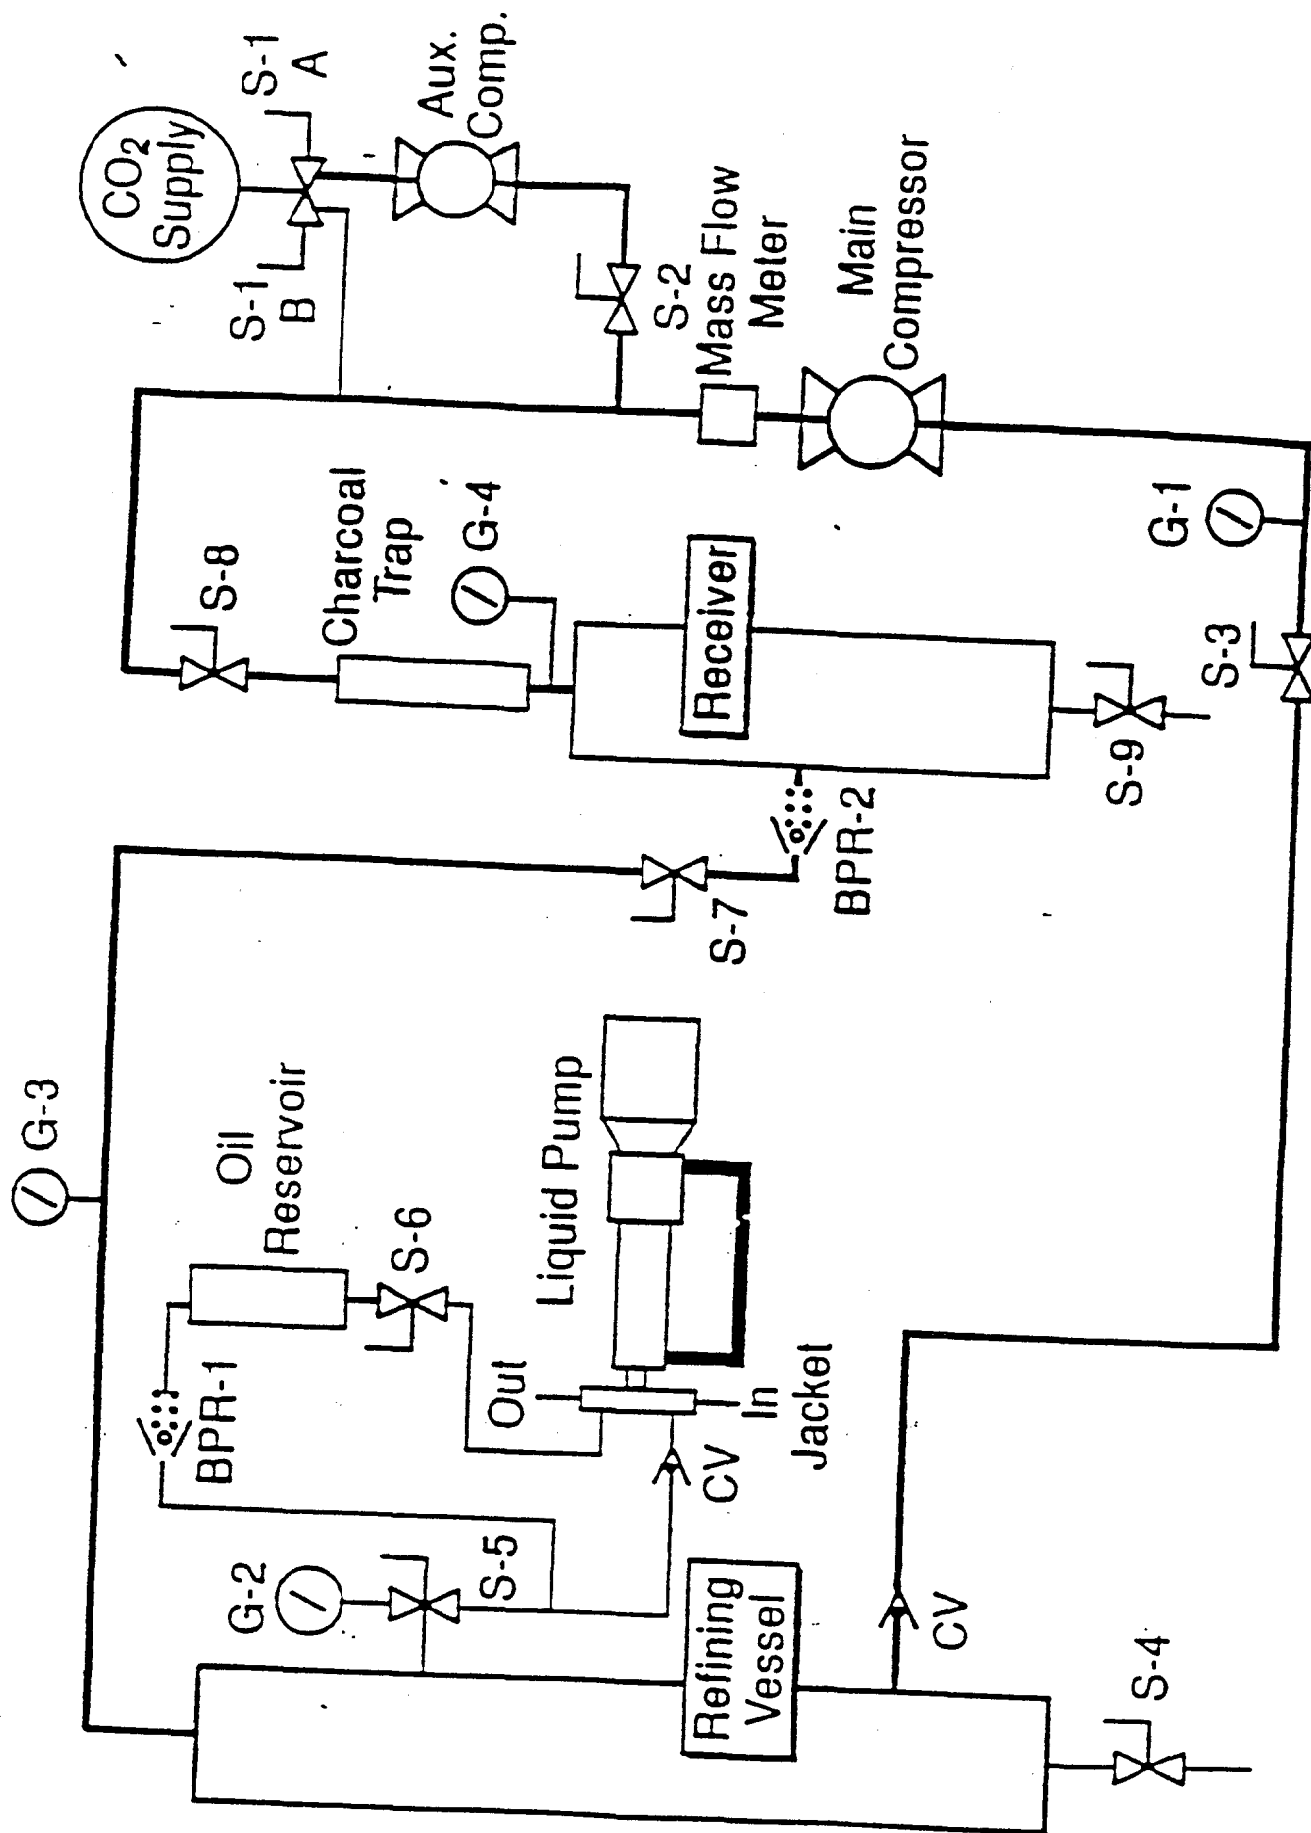 G-3
BPR-1
Oil
Reservoir
S-6
G-2
S-5
Out
In
Jacket
CV
Liquid Pump
Refining
Vessel
CV
S-4
S-7
BPR-2
S-8
Charcoal
Trap
G-4
Receiver
S-9
CO2
Supply
S-1
A
S-1
B
Aux.
Comp.
S-2
Mass Flow
Meter
Main
Compressor
G-1
S-3